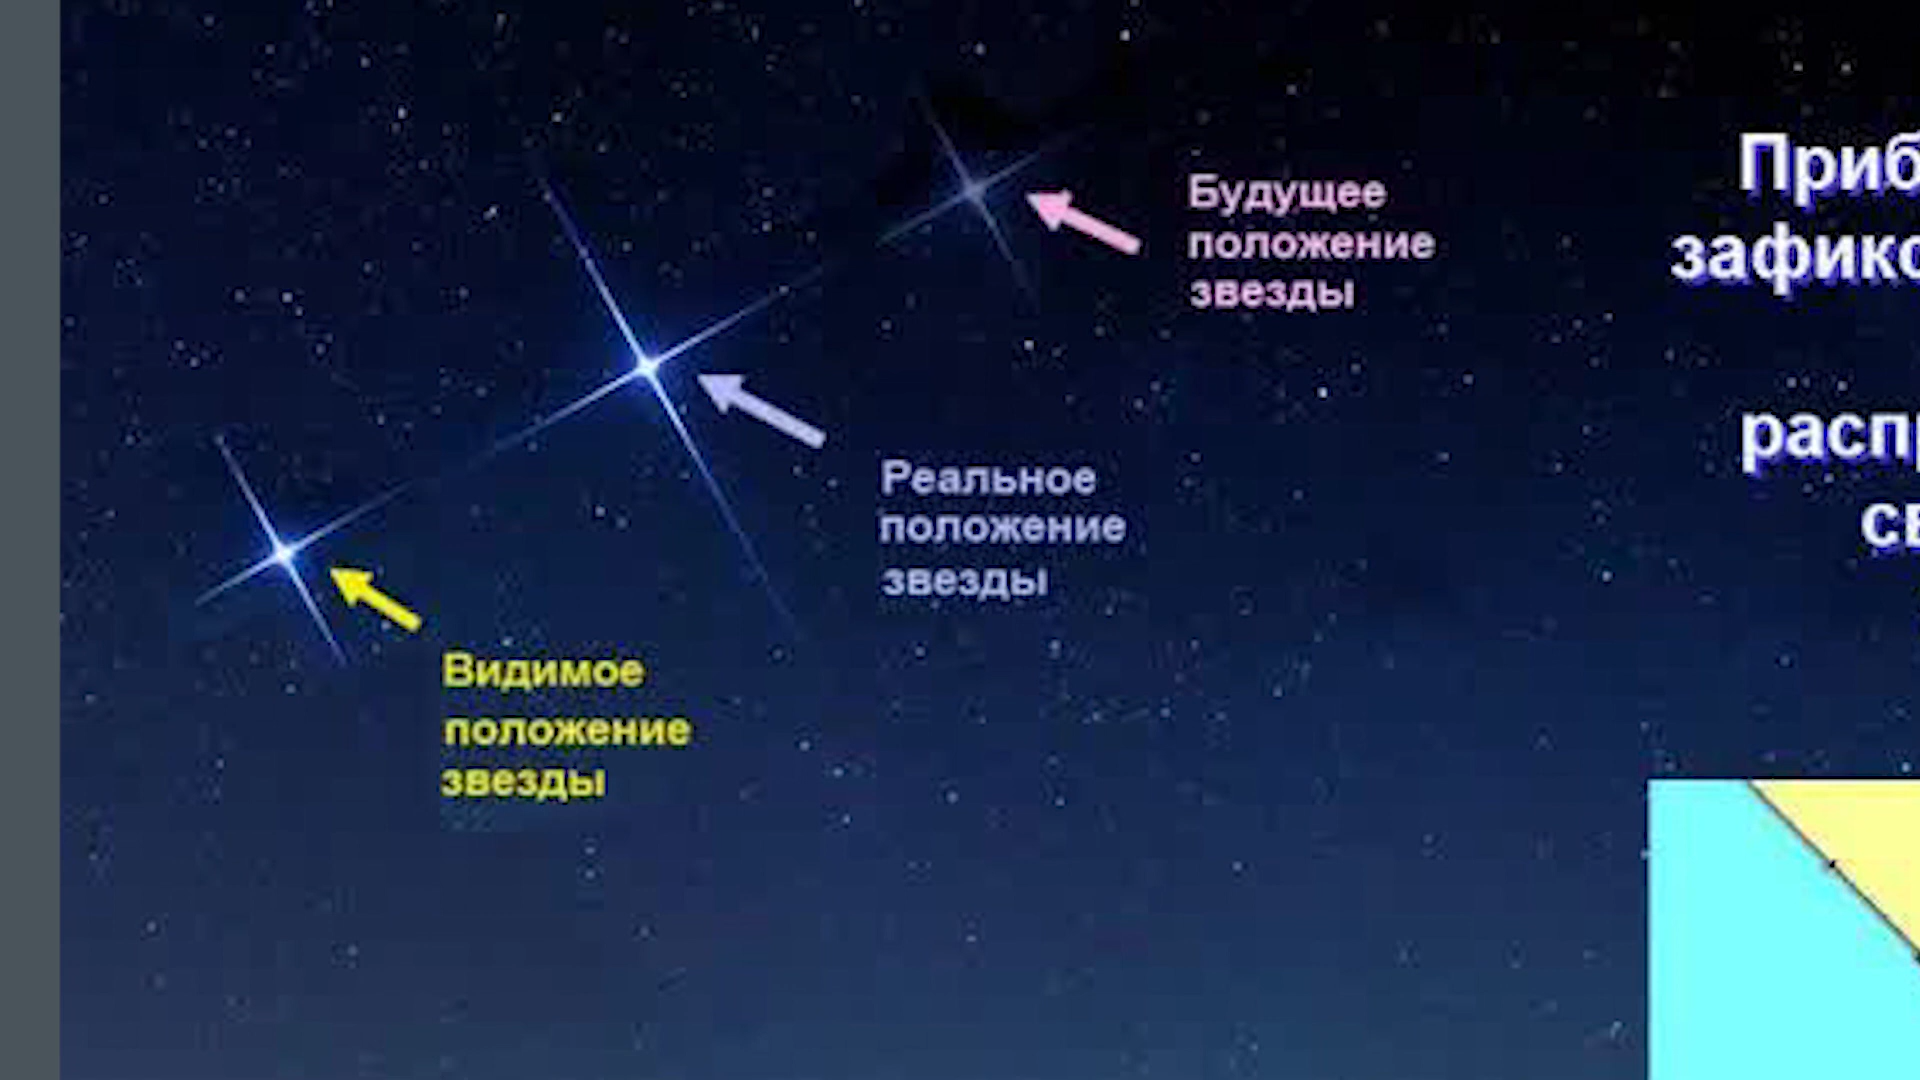 Будущее
положение
звезды
Реальное
положение
звезды
Видимое
положение
звезды